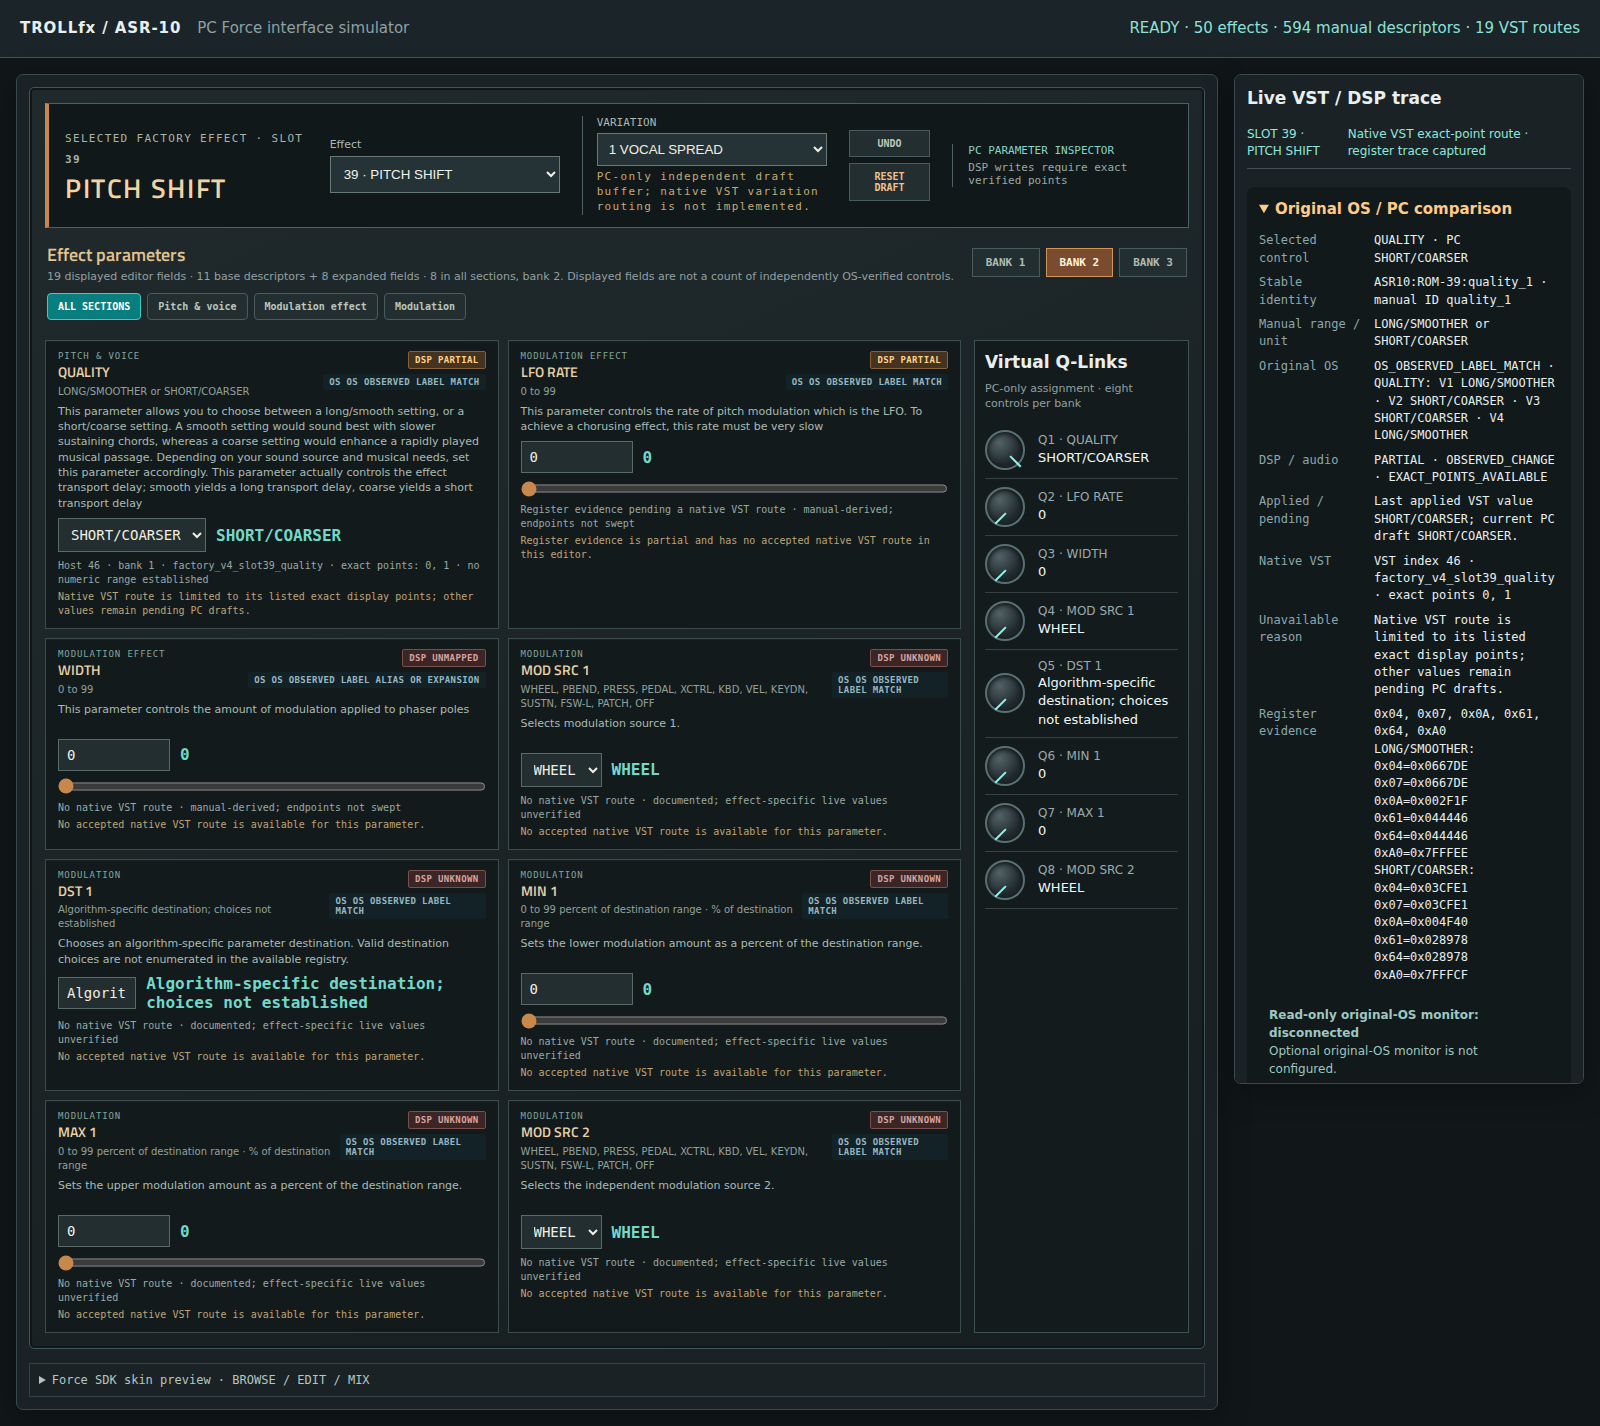 TROLLfx / ASR-10 PC Force interface simulator
READY · 50 effects · 594 manual descriptors · 19 VST routes
SELECTED FACTORY EFFECT · SLOT
39
PITCH SHIFT
Effect
39 · PITCH SHIFT
VARIATION
1 VOCAL SPREAD
PC-only independent draft
buffer; native VST variation
routing is not implemented.
UNDO
RESET
DRAFT
PC PARAMETER INSPECTOR
DSP writes require exact
verified points
Effect parameters
19 displayed editor fields · 11 base descriptors + 8 expanded fields · 8 in all sections, bank 2. Displayed fields are not a count of independently OS-verified controls.
BANK 1
BANK 2
BANK 3
ALL SECTIONS
Pitch & voice
Modulation effect
Modulation
PITCH & VOICE
QUALITY
LONG/SMOOTHER or SHORT/COARSER
DSP PARTIAL
OS OS OBSERVED LABEL MATCH
This parameter allows you to choose between a long/smooth setting, or a
short/coarse setting. A smooth setting would sound best with slower
sustaining chords, whereas a coarse setting would enhance a rapidly played
musical passage. Depending on your sound source and musical needs, set
this parameter accordingly. This parameter actually controls the effect
transport delay; smooth yields a long transport delay, coarse yields a short
transport delay
SHORT/COARSER SHORT/COARSER
Host 46 · bank 1 · factory_v4_slot39_quality · exact points: 0, 1 · no
numeric range established
Native VST route is limited to its listed exact display points; other
values remain pending PC drafts.
MODULATION EFFECT
LFO RATE
0 to 99
DSP PARTIAL
OS OS OBSERVED LABEL MATCH
This parameter controls the rate of pitch modulation which is the LFO. To
achieve a chorusing effect, this rate must be very slow
0 0
Register evidence pending a native VST route · manual-derived;
endpoints not swept
Register evidence is partial and has no accepted native VST route in
this editor.
MODULATION EFFECT
WIDTH
0 to 99
DSP UNMAPPED
OS OS OBSERVED LABEL ALIAS OR EXPANSION
This parameter controls the amount of modulation applied to phaser poles
0 0
No native VST route · manual-derived; endpoints not swept
No accepted native VST route is available for this parameter.
MODULATION
MOD SRC 1
WHEEL, PBEND, PRESS, PEDAL, XCTRL, KBD, VEL, KEYDN,
SUSTN, FSW-L, PATCH, OFF
DSP UNKNOWN
OS OS OBSERVED
LABEL MATCH
Selects modulation source 1.
WHEEL WHEEL
No native VST route · documented; effect-specific live values
unverified
No accepted native VST route is available for this parameter.
MODULATION
DST 1
Algorithm-specific destination; choices not
established
DSP UNKNOWN
OS OS OBSERVED LABEL
MATCH
Chooses an algorithm-specific parameter destination. Valid destination
choices are not enumerated in the available registry.
Algorit
Algorithm-specific destination;
choices not established
No native VST route · documented; effect-specific live values
unverified
No accepted native VST route is available for this parameter.
MODULATION
MIN 1
0 to 99 percent of destination range · % of destination
range
DSP UNKNOWN
OS OS OBSERVED LABEL
MATCH
Sets the lower modulation amount as a percent of the destination range.
0 0
No native VST route · documented; effect-specific live values
unverified
No accepted native VST route is available for this parameter.
MODULATION
MAX 1
0 to 99 percent of destination range · % of destination
range
DSP UNKNOWN
OS OS OBSERVED LABEL
MATCH
Sets the upper modulation amount as a percent of the destination range.
0 0
No native VST route · documented; effect-specific live values
unverified
No accepted native VST route is available for this parameter.
MODULATION
MOD SRC 2
WHEEL, PBEND, PRESS, PEDAL, XCTRL, KBD, VEL, KEYDN,
SUSTN, FSW-L, PATCH, OFF
DSP UNKNOWN
OS OS OBSERVED
LABEL MATCH
Selects the independent modulation source 2.
WHEEL WHEEL
No native VST route · documented; effect-specific live values
unverified
No accepted native VST route is available for this parameter.
Virtual Q-Links
PC-only assignment · eight
controls per bank
Q1 · QUALITY
SHORT/COARSER
Q2 · LFO RATE
0
Q3 · WIDTH
0
Q4 · MOD SRC 1
WHEEL
Q5 · DST 1
Algorithm-specific
destination; choices
not established
Q6 · MIN 1
0
Q7 · MAX 1
0
Q8 · MOD SRC 2
WHEEL
Force SDK skin preview · BROWSE / EDIT / MIX
Live VST / DSP trace
SLOT 39 ·
PITCH SHIFT
Native VST exact-point route ·
register trace captured
Original OS / PC comparison
Selected
control
QUALITY · PC
SHORT/COARSER
Stable
identity
ASR10:ROM-39:quality_1 ·
manual ID quality_1
Manual range /
unit
LONG/SMOOTHER or
SHORT/COARSER
Original OS
OS_OBSERVED_LABEL_MATCH ·
QUALITY: V1 LONG/SMOOTHER
· V2 SHORT/COARSER · V3
SHORT/COARSER · V4
LONG/SMOOTHER
DSP / audio
PARTIAL · OBSERVED_CHANGE
· EXACT_POINTS_AVAILABLE
Applied /
pending
Last applied VST value
SHORT/COARSER; current PC
draft SHORT/COARSER.
Native VST
VST index 46 ·
factory_v4_slot39_quality
· exact points 0, 1
Unavailable
reason
Native VST route is
limited to its listed
exact display points;
other values remain
pending PC drafts.
Register
evidence
0x04, 0x07, 0x0A, 0x61,
0x64, 0xA0
LONG/SMOOTHER:
0x04=0x0667DE
0x07=0x0667DE
0x0A=0x002F1F
0x61=0x044446
0x64=0x044446
0xA0=0x7FFFEE
SHORT/COARSER:
0x04=0x03CFE1
0x07=0x03CFE1
0x0A=0x004F40
0x61=0x028978
0x64=0x028978
0xA0=0x7FFFCF
Read-only original-OS monitor:
disconnected
Optional original-OS monitor is not
configured.